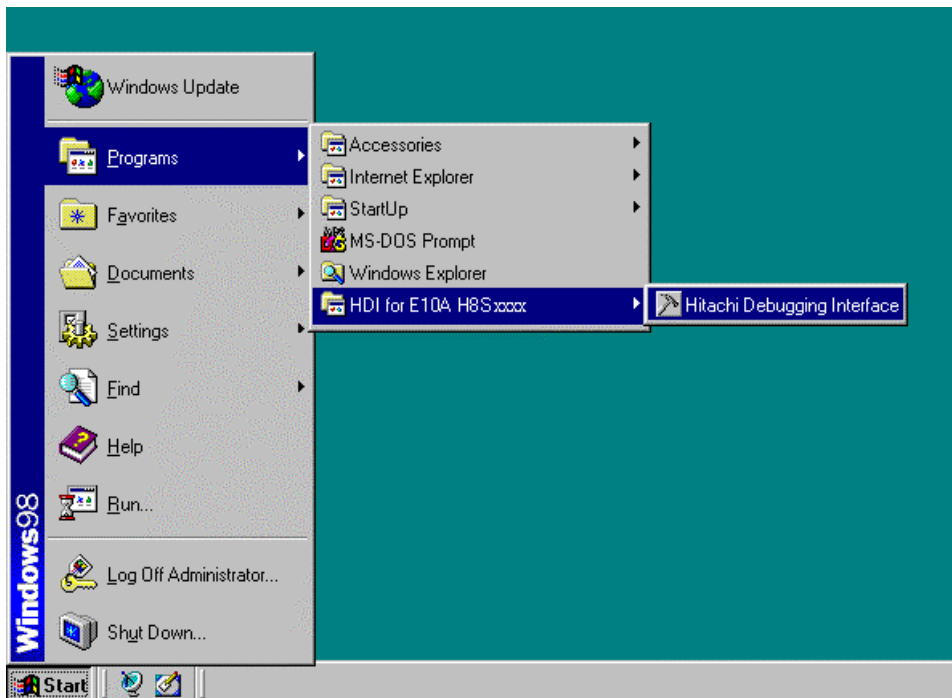 Windows Update
Programs
Favorites
Documents
Settings
Find
Help
Run...
Log Off Administrator...
Shut Down...
Windows98
Accessories
Internet Explorer
StartUp
MS-DOS Prompt
Windows Explorer
HDI for E10A H8Sxxxx
Hitachi Debugging Interface
Start